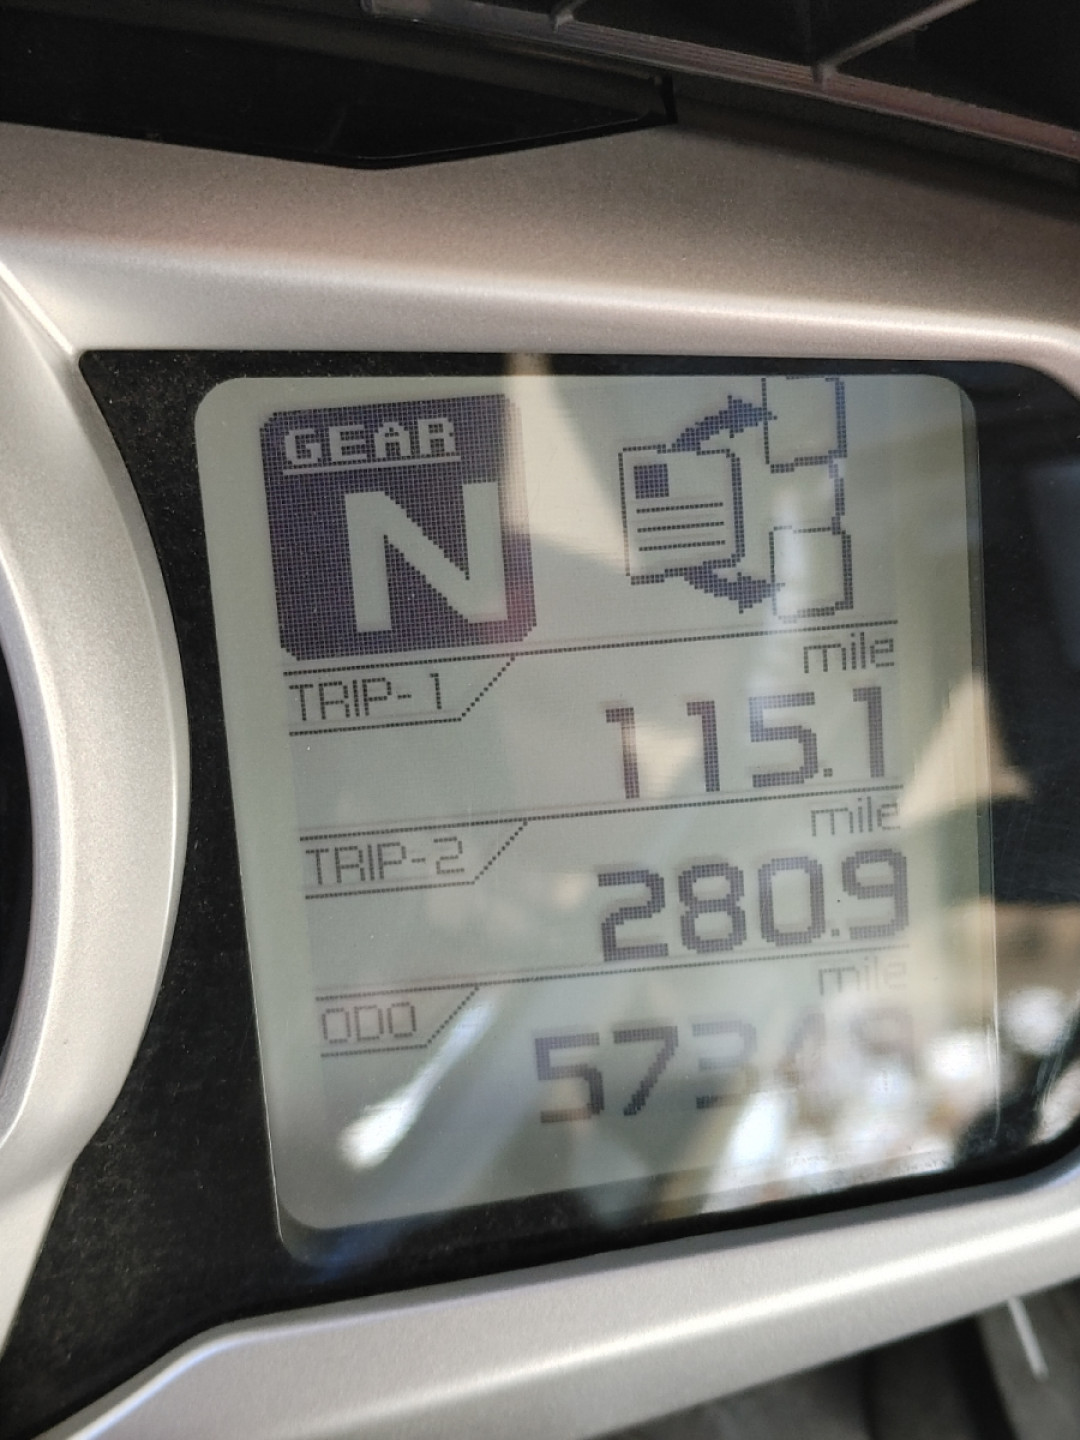 GEAR
N
mile
TRIP-1
115.1
mile
TRIP-2
280.9
mile
ODO